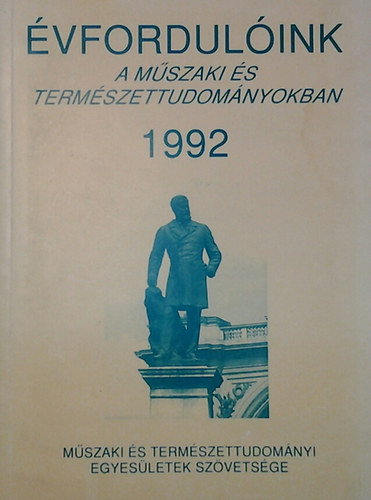 ÉVFORDULÓINK
A MŰSZAKI ÉS
TERMÉSZETTUDOMÁNYOKBAN
1992
MŰSZAKI ÉS TERMÉSZETTUDOMÁNYI
EGYESÜLETEK SZÖVETSÉGE